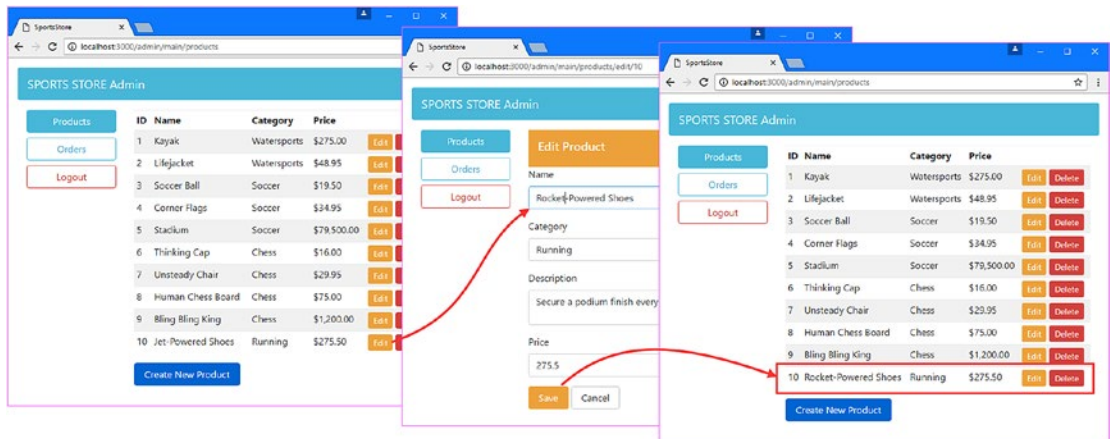 SportsStore
localhost:3000/admin/main/products
SPORTS STORE Admin
Products
Orders
Logout
ID Name Category Price
1 Kayak Watersports $275.00 Edit
2 Lifejacket Watersports $48.95 Edit
3 Soccer Ball Soccer $19.50 Edit
4 Corner Flags Soccer $34.95 Edit
5 Stadium Soccer $79,500.00 Edit
6 Thinking Cap Chess $16.00 Edit
7 Unsteady Chair Chess $29.95 Edit
8 Human Chess Board Chess $75.00 Edit
9 Bling Bling King Chess $1,200.00 Edit
10 Jet-Powered Shoes Running $275.50 Edit
Create New Product
SportsStore
localhost:3000/admin/main/products/edit/10
SPORTS STORE Admin
Products
Orders
Logout
Edit Product
Name
Rocket-Powered Shoes
Category
Running
Description
Secure a podium finish every
Price
275.5
Save Cancel
SportsStore
localhost:3000/admin/main/products
SPORTS STORE Admin
Products
Orders
Logout
ID Name Category Price
1 Kayak Watersports $275.00 Edit Delete
2 Lifejacket Watersports $48.95 Edit Delete
3 Soccer Ball Soccer $19.50 Edit Delete
4 Corner Flags Soccer $34.95 Edit Delete
5 Stadium Soccer $79,500.00 Edit Delete
6 Thinking Cap Chess $16.00 Edit Delete
7 Unsteady Chair Chess $29.95 Edit Delete
8 Human Chess Board Chess $75.00 Edit Delete
9 Bling Bling King Chess $1,200.00 Edit Delete
10 Rocket-Powered Shoes Running $275.50 Edit Delete
Create New Product